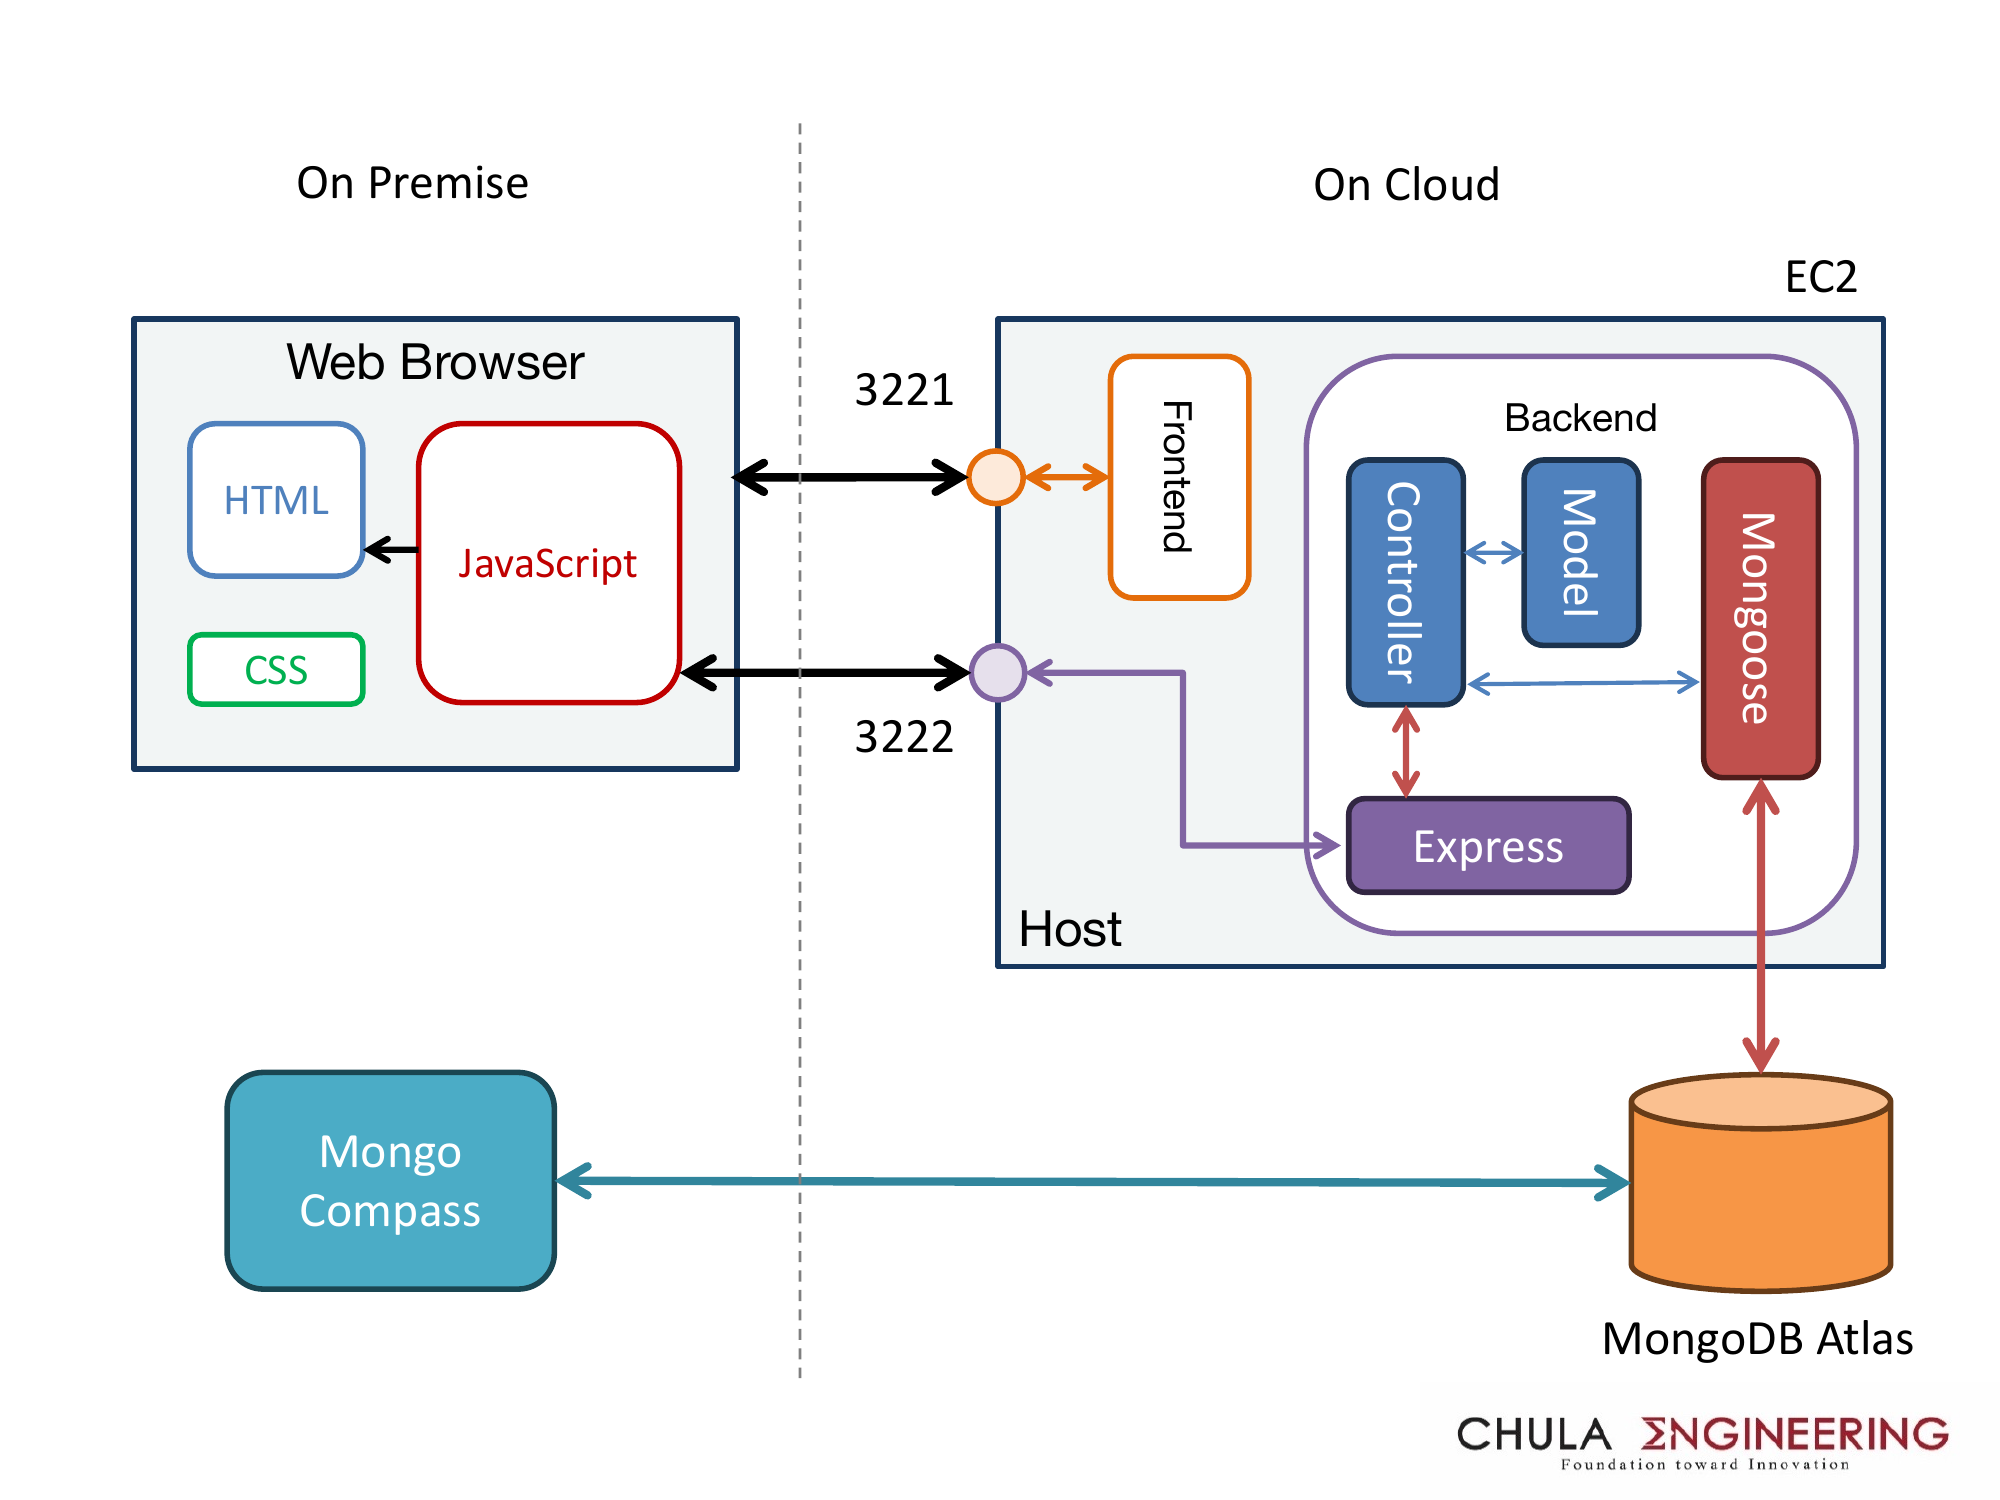 On Premise
On Cloud
EC2
Web Browser
HTML
JavaScript
CSS
3221
3222
Frontend
Backend
Controller
Model
Mongoose
Express
Host
Mongo
Compass
MongoDB Atlas
CHULA ΣNGINEERING
Foundation toward Innovation